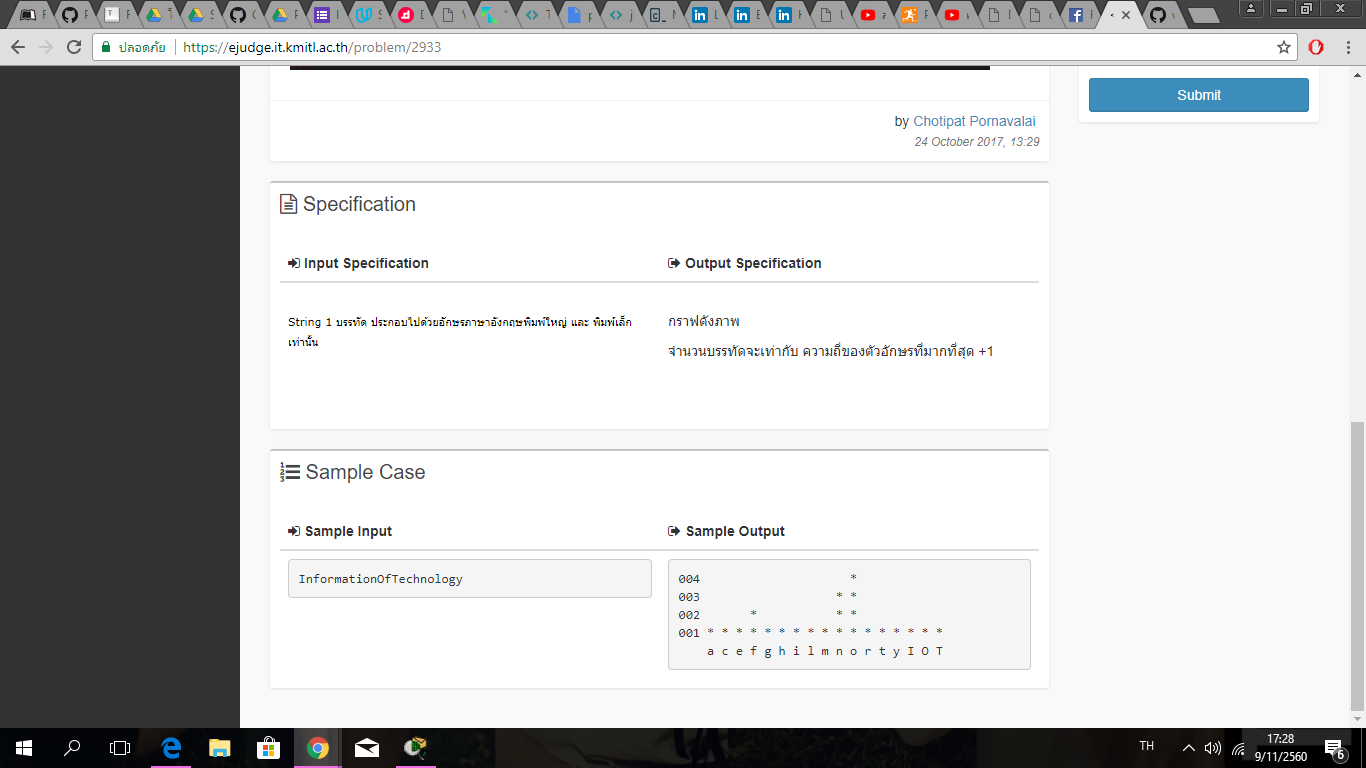 ปลอดภัย https://ejudge.it.kmitl.ac.th/problem/2933
Submit
by Chotipat Pornavalai
24 October 2017, 13:29
Specification
Input Specification
Output Specification
String 1 บรรทัด ประกอบไปด้วยอักษรภาษาอังกฤษพิมพ์ใหญ่ และ พิมพ์เล็ก
เท่านั้น
กราฟดังภาพ
จำนวนบรรทัดจะเท่ากับ ความถี่ของตัวอักษรที่มากที่สุด +1
Sample Case
Sample Input
Sample Output
InformationOfTechnology
004                     *
003                   * *
002       *           * *
001 * * * * * * * * * * * * * * * * *
    a c e f g h i l m n o r t y I O T
TH
17:28
9/11/2560
6